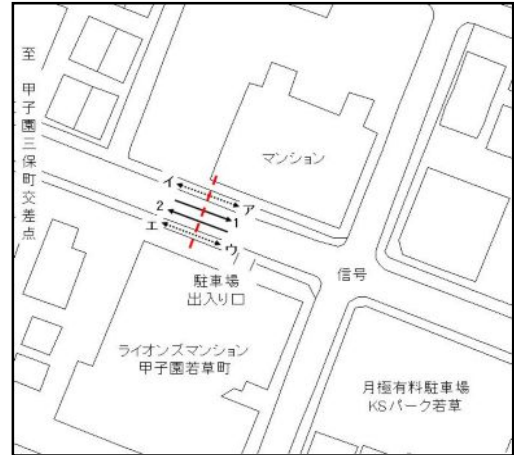 至 甲子園三保町交差点
マンション
イ
ア
2
1
エ
ウ
駐車場
出入り口
信号
ライオンズマンション
甲子園若草町
月極有料駐車場
KSパーク若草